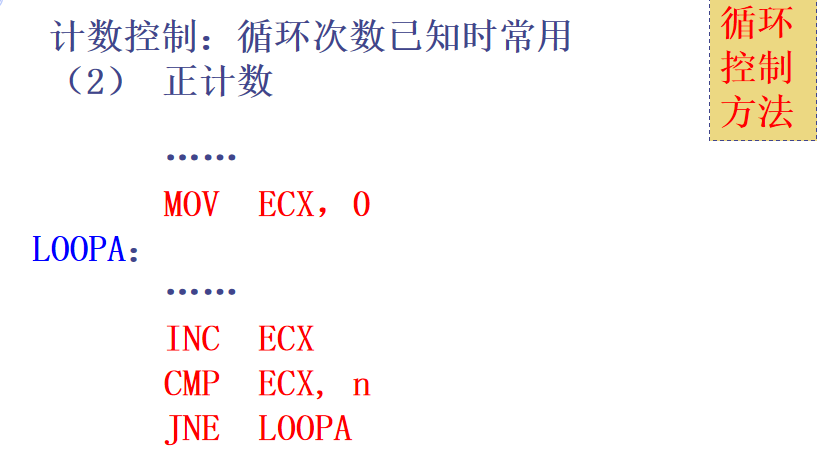 计数控制：循环次数已知时常用
（2） 正计数
循环
控制
方法
……
MOV ECX，0
LOOPA：
……
INC ECX
CMP ECX, n
JNE LOOPA